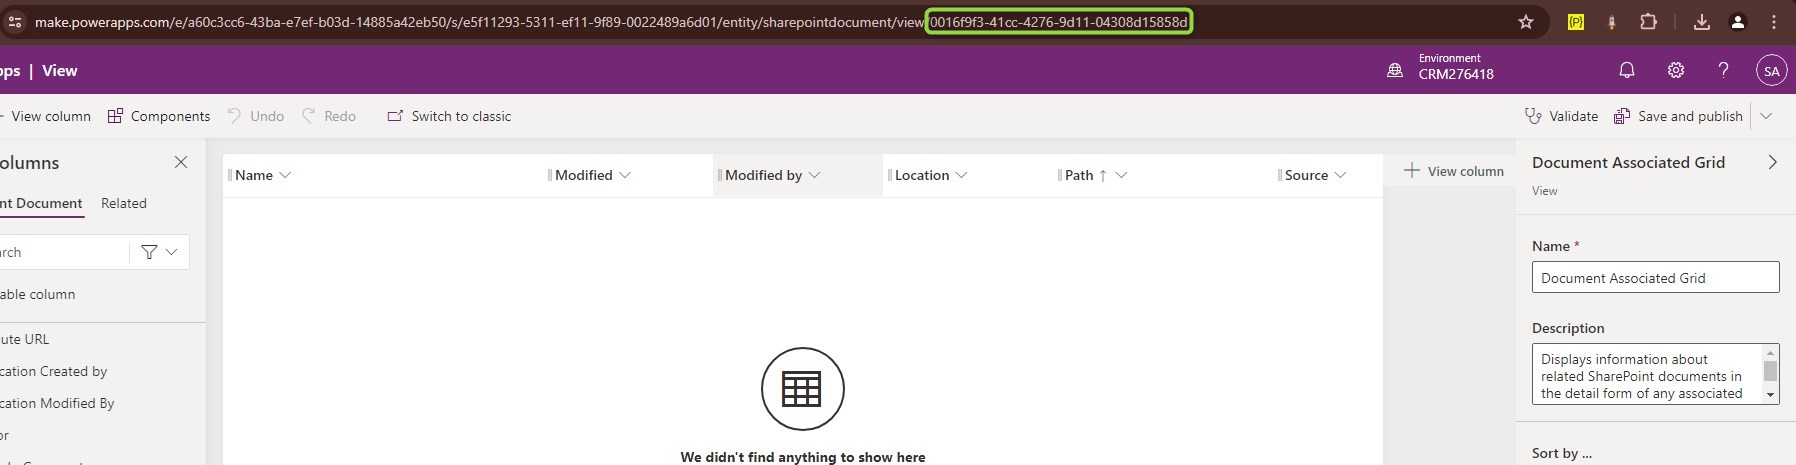 make.powerapps.com/e/a60c3cc6-43ba-e7ef-b03d-14885a42eb50/s/e5f11293-5311-ef11-9f89-0022489a6d01/entity/sharepointdocument/view/0016f9f3-41cc-4276-9d11-04308d15858d
{P}
pps | View
Environment
CRM276418
?
SA
View column
Components
Undo
Redo
Switch to classic
Validate
Save and publish
olumns
nt Document
Related
rch
able column
ute URL
cation Created by
cation Modified By
or
Name
Modified
Modified by
Location
Path ↑
Source
+ View column
We didn't find anything to show here
Document Associated Grid
View
Name *
Document Associated Grid
Description
Displays information about
related SharePoint documents in
the detail form of any associated
Sort by ...